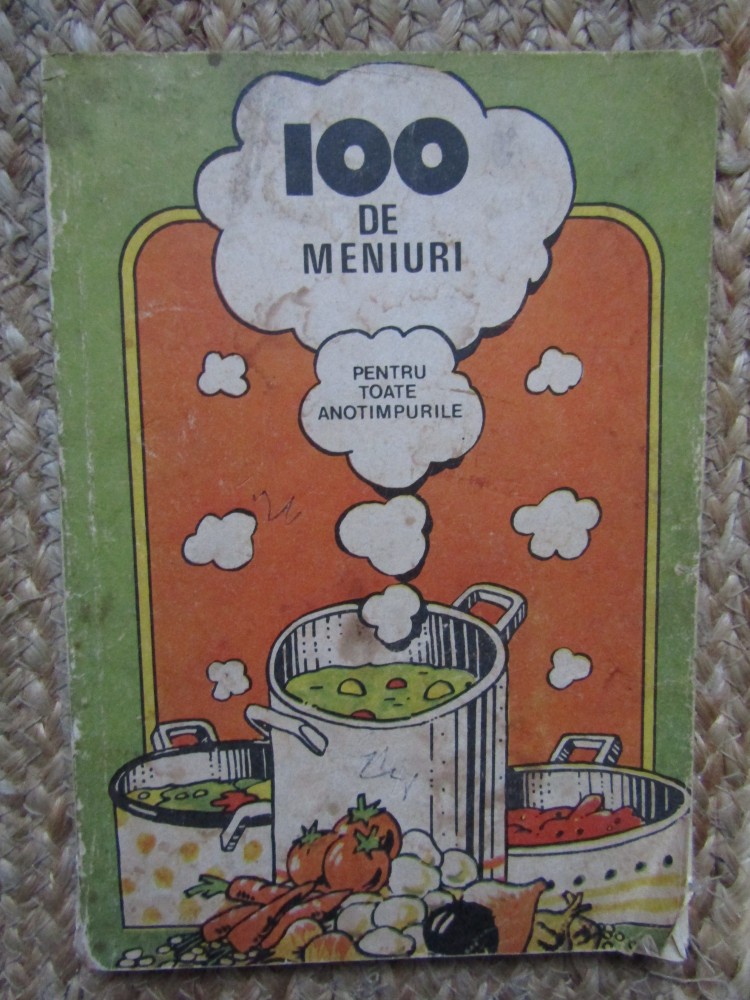 100
DE
MENIURI
PENTRU
TOATE
ANOTIMPURILE